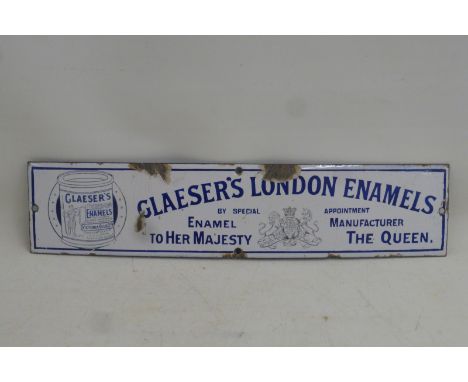 GLAESER'S
ENAMELS
GLAESER'S LONDON ENAMELS
BY SPECIAL APPOINTMENT
ENAMEL MANUFACTURER
TO HER MAJESTY THE QUEEN.